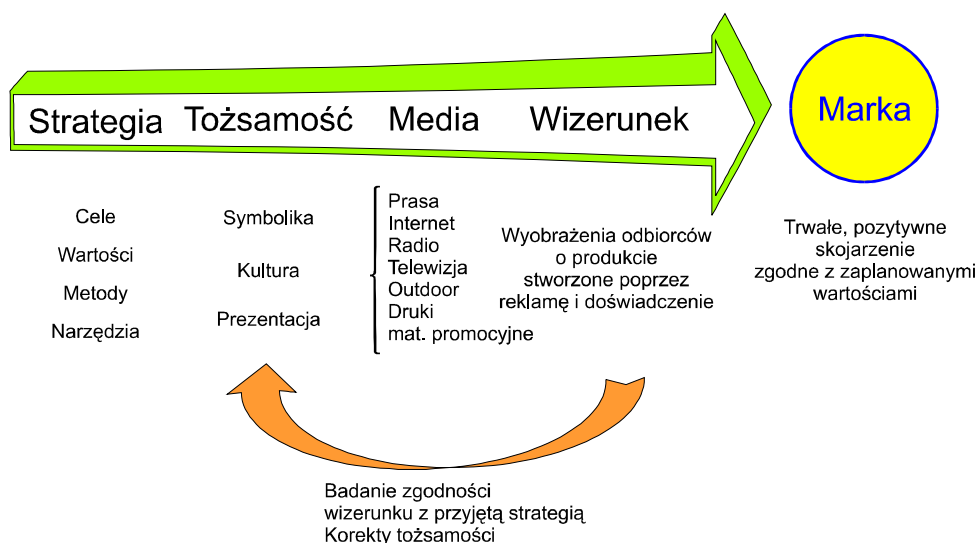 Strategia Tożsamość Media Wizerunek
Marka
Cele
Wartości
Metody
Narzędzia
Symbolika
Kultura
Prezentacja
Prasa
Internet
Radio
Telewizja
Outdoor
Druki
mat. promocyjne
Wyobrażenia odbiorców
o produkcie
stworzone poprzez
reklamę i doświadczenie
Trwałe, pozytywne
skojarzenie
zgodne z zaplanowanymi
wartościami
Badanie zgodności
wizerunku z przyjętą strategią
Korekty tożsamości